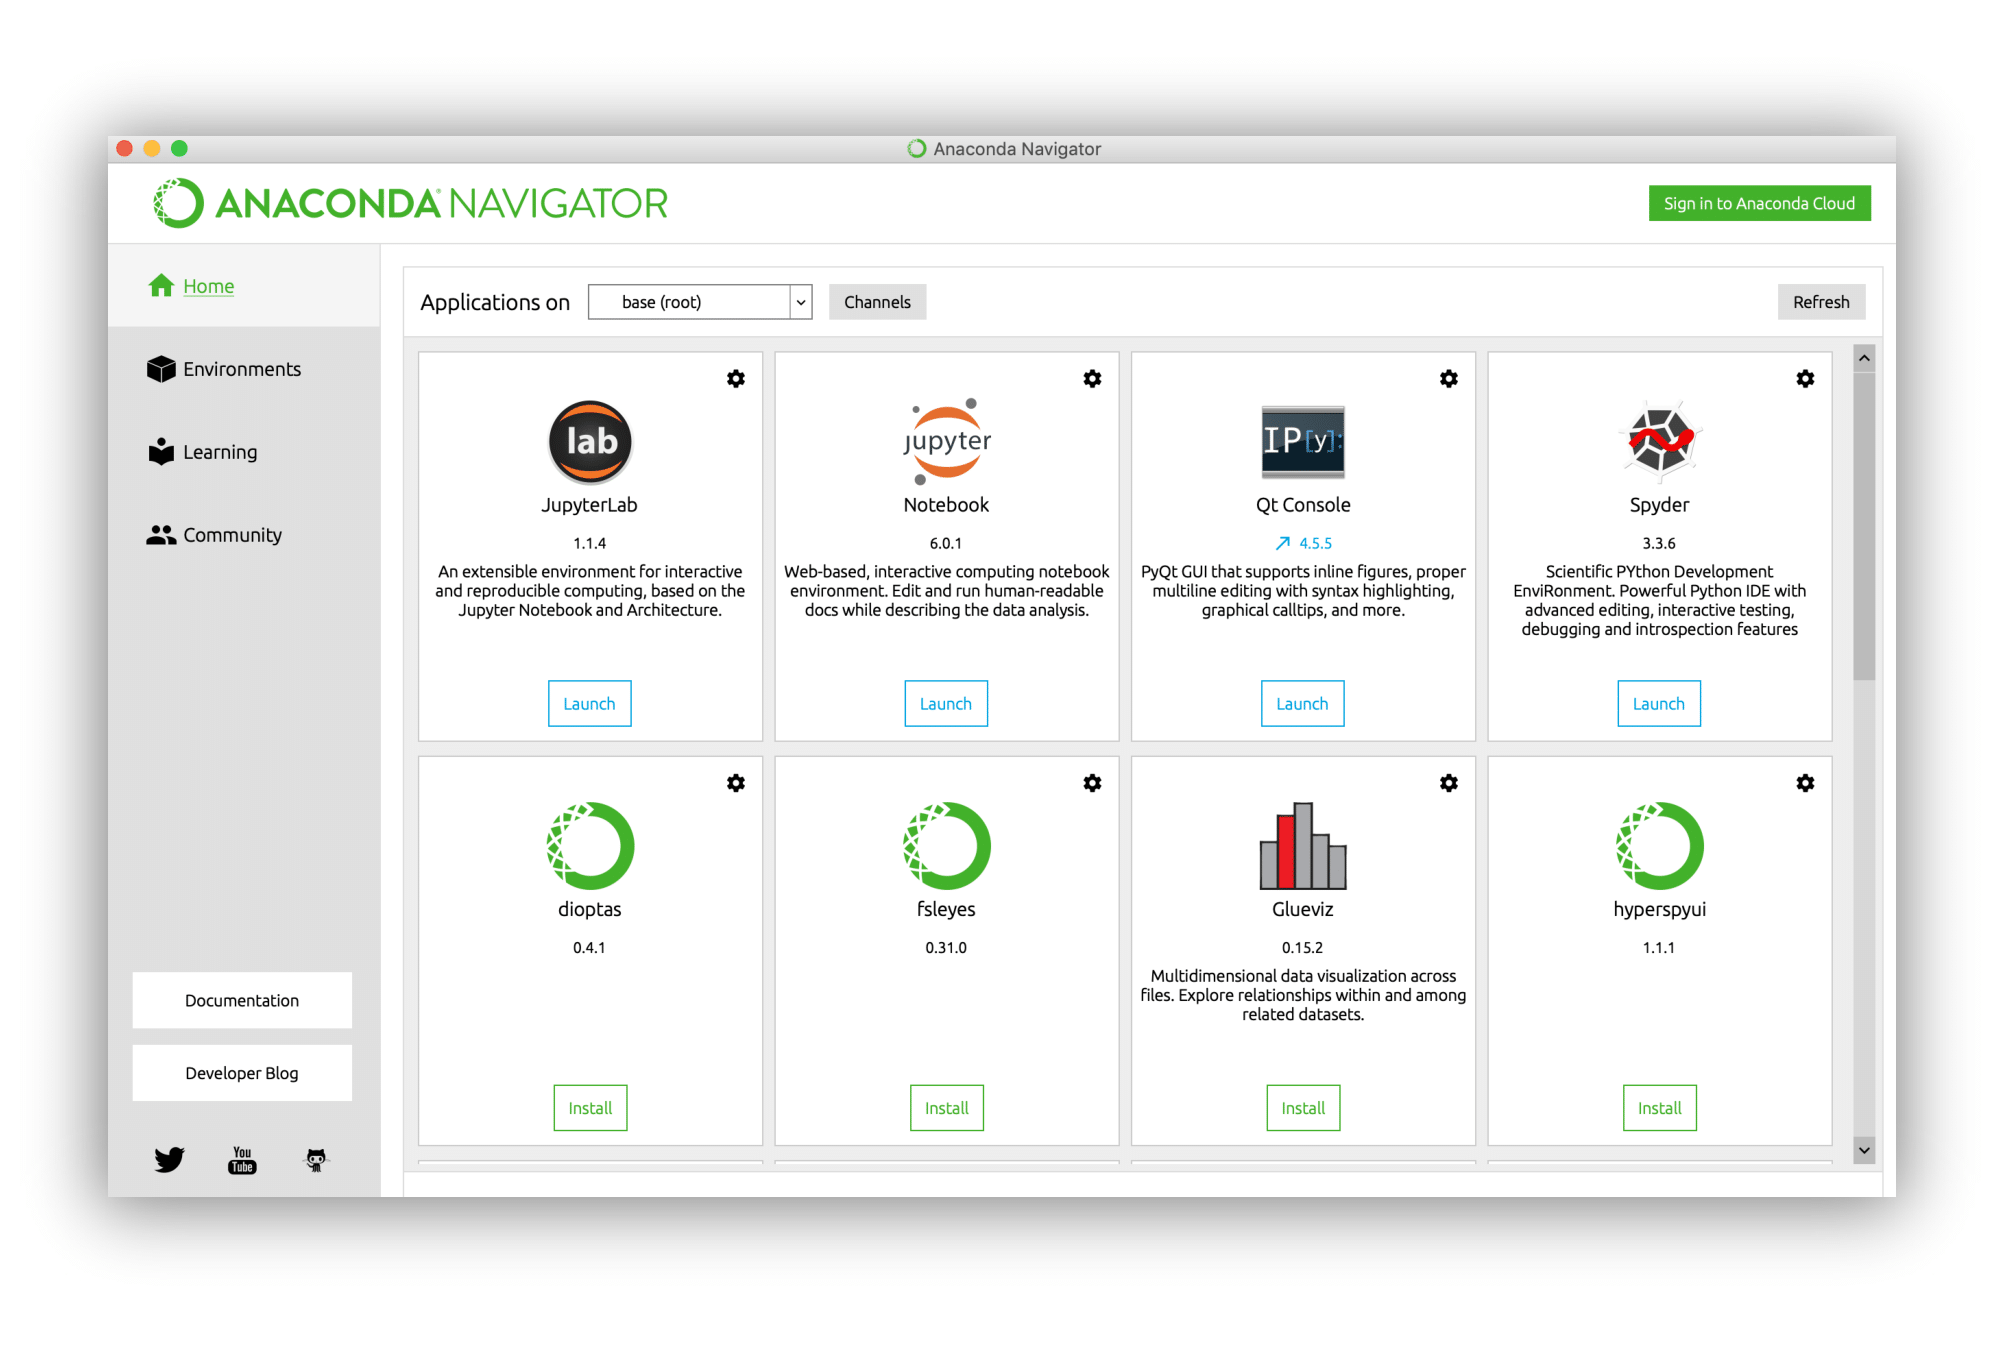 Anaconda Navigator
ANACONDA® NAVIGATOR
Sign in to Anaconda Cloud
Home
Environments
Learning
Community
Documentation
Developer Blog
You
Tube
Applications on
base (root)
Channels
Refresh
lab
JupyterLab
1.1.4
An extensible environment for interactive
and reproducible computing, based on the
Jupyter Notebook and Architecture.
Launch
jupyter
Notebook
6.0.1
Web-based, interactive computing notebook
environment. Edit and run human-readable
docs while describing the data analysis.
Launch
IP[y]:
Qt Console
4.5.5
PyQt GUI that supports inline figures, proper
multiline editing with syntax highlighting,
graphical calltips, and more.
Launch
Spyder
3.3.6
Scientific PYthon Development
EnviRonment. Powerful Python IDE with
advanced editing, interactive testing,
debugging and introspection features
Launch
dioptas
0.4.1
Install
fsleyes
0.31.0
Install
Glueviz
0.15.2
Multidimensional data visualization across
files. Explore relationships within and among
related datasets.
Install
hyperspyui
1.1.1
Install